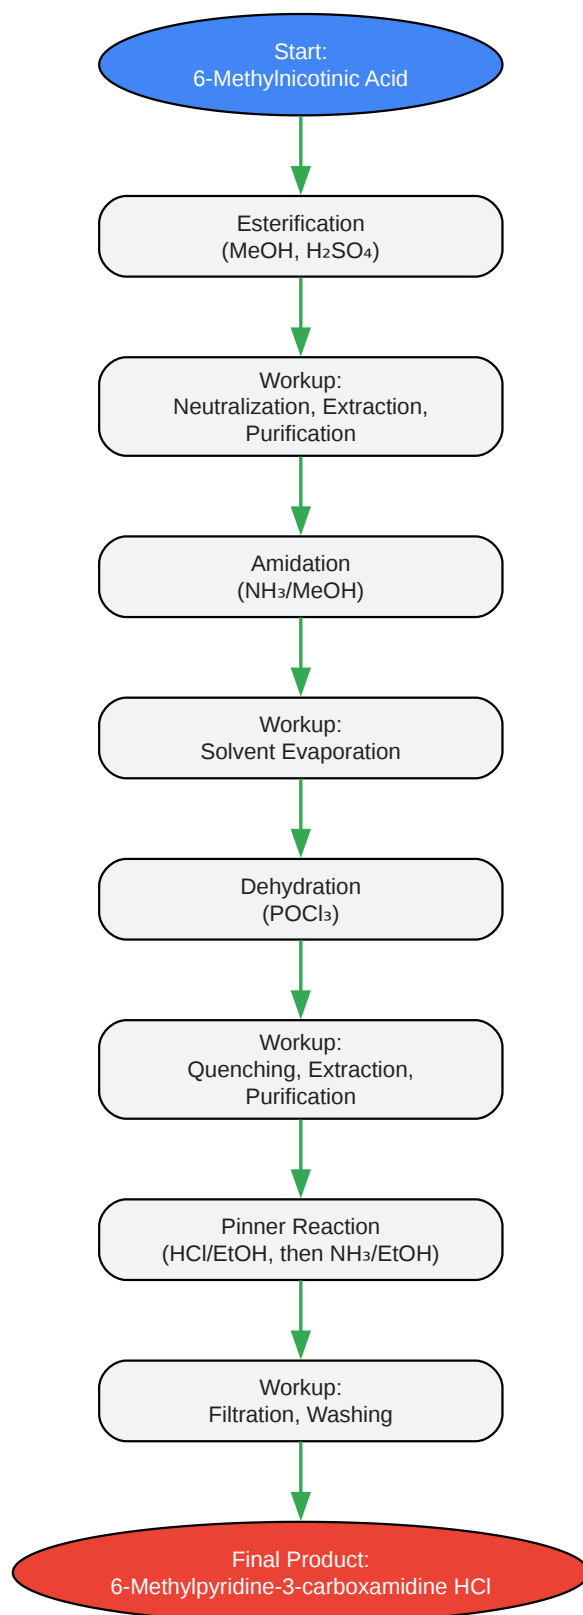 Start:
6-Methylnicotinic Acid
Esterification
(MeOH, H₂SO₄)
Workup:
Neutralization, Extraction,
Purification
Amidation
(NH₃/MeOH)
Workup:
Solvent Evaporation
Dehydration
(POCl₃)
Workup:
Quenching, Extraction,
Purification
Pinner Reaction
(HCl/EtOH, then NH₃/EtOH)
Workup:
Filtration, Washing
Final Product:
6-Methylpyridine-3-carboxamidine HCl